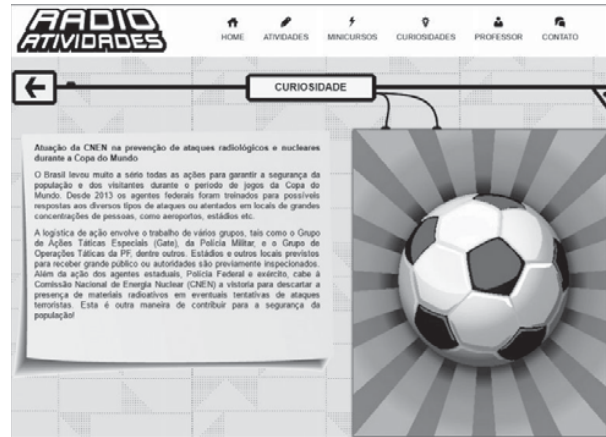 RADIO
ATIVIDADES
HOME ATIVIDADES MINICURSOS CURIOSIDADES PROFESSOR CONTATO
CURIOSIDADE
Atuação da CNEN na prevenção de ataques radiológicos e nucleares
durante a Copa do Mundo
O Brasil levou muito a sério todas as ações para garantir a segurança da
população e dos visitantes durante o período de jogos da Copa do
Mundo. Desde 2013 os agentes federais foram treinados para possíveis
respostas aos diversos tipos de ataques ou atentados em locais de grandes
concentrações de pessoas, como aeroportos, estádios etc.
A logística de ação envolve o trabalho de vários grupos, tais como o Grupo
de Ações Táticas Especiais (Gate), da Polícia Militar, e o Grupo de
Operações Táticas da PF, dentre outros. Estádios e outros locais previstos
para receber grande público ou autoridades são previamente inspecionados.
Além da ação dos agentes estaduais, Polícia Federal e exército, cabe à
Comissão Nacional de Energia Nuclear (CNEN) a vistoria para descartar a
presença de materiais radioativos em eventuais tentativas de ataques
terroristas. Esta é outra maneira de contribuir para a segurança da
população!